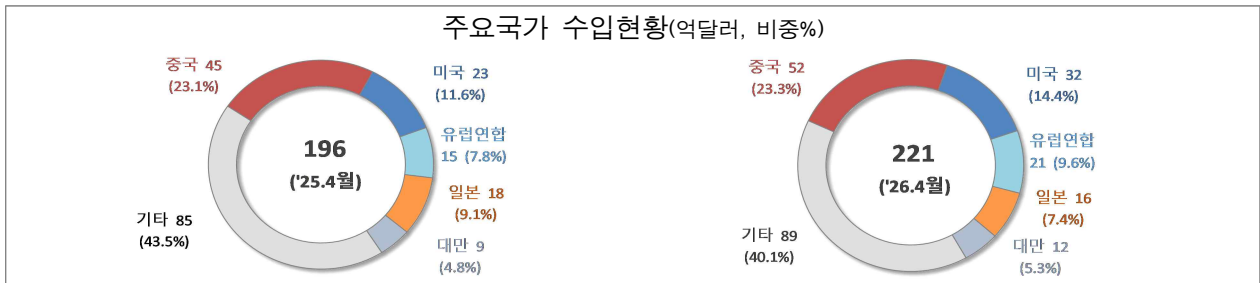 주요국가 수입현황(억달러, 비중%)
중국 45
(23.1%)
미국 23
(11.6%)
유럽연합
15 (7.8%)
일본 18
(9.1%)
대만 9
(4.8%)
기타 85
(43.5%)
196
('25.4월)
중국 52
(23.3%)
미국 32
(14.4%)
유럽연합
21 (9.6%)
일본 16
(7.4%)
대만 12
(5.3%)
기타 89
(40.1%)
221
('26.4월)